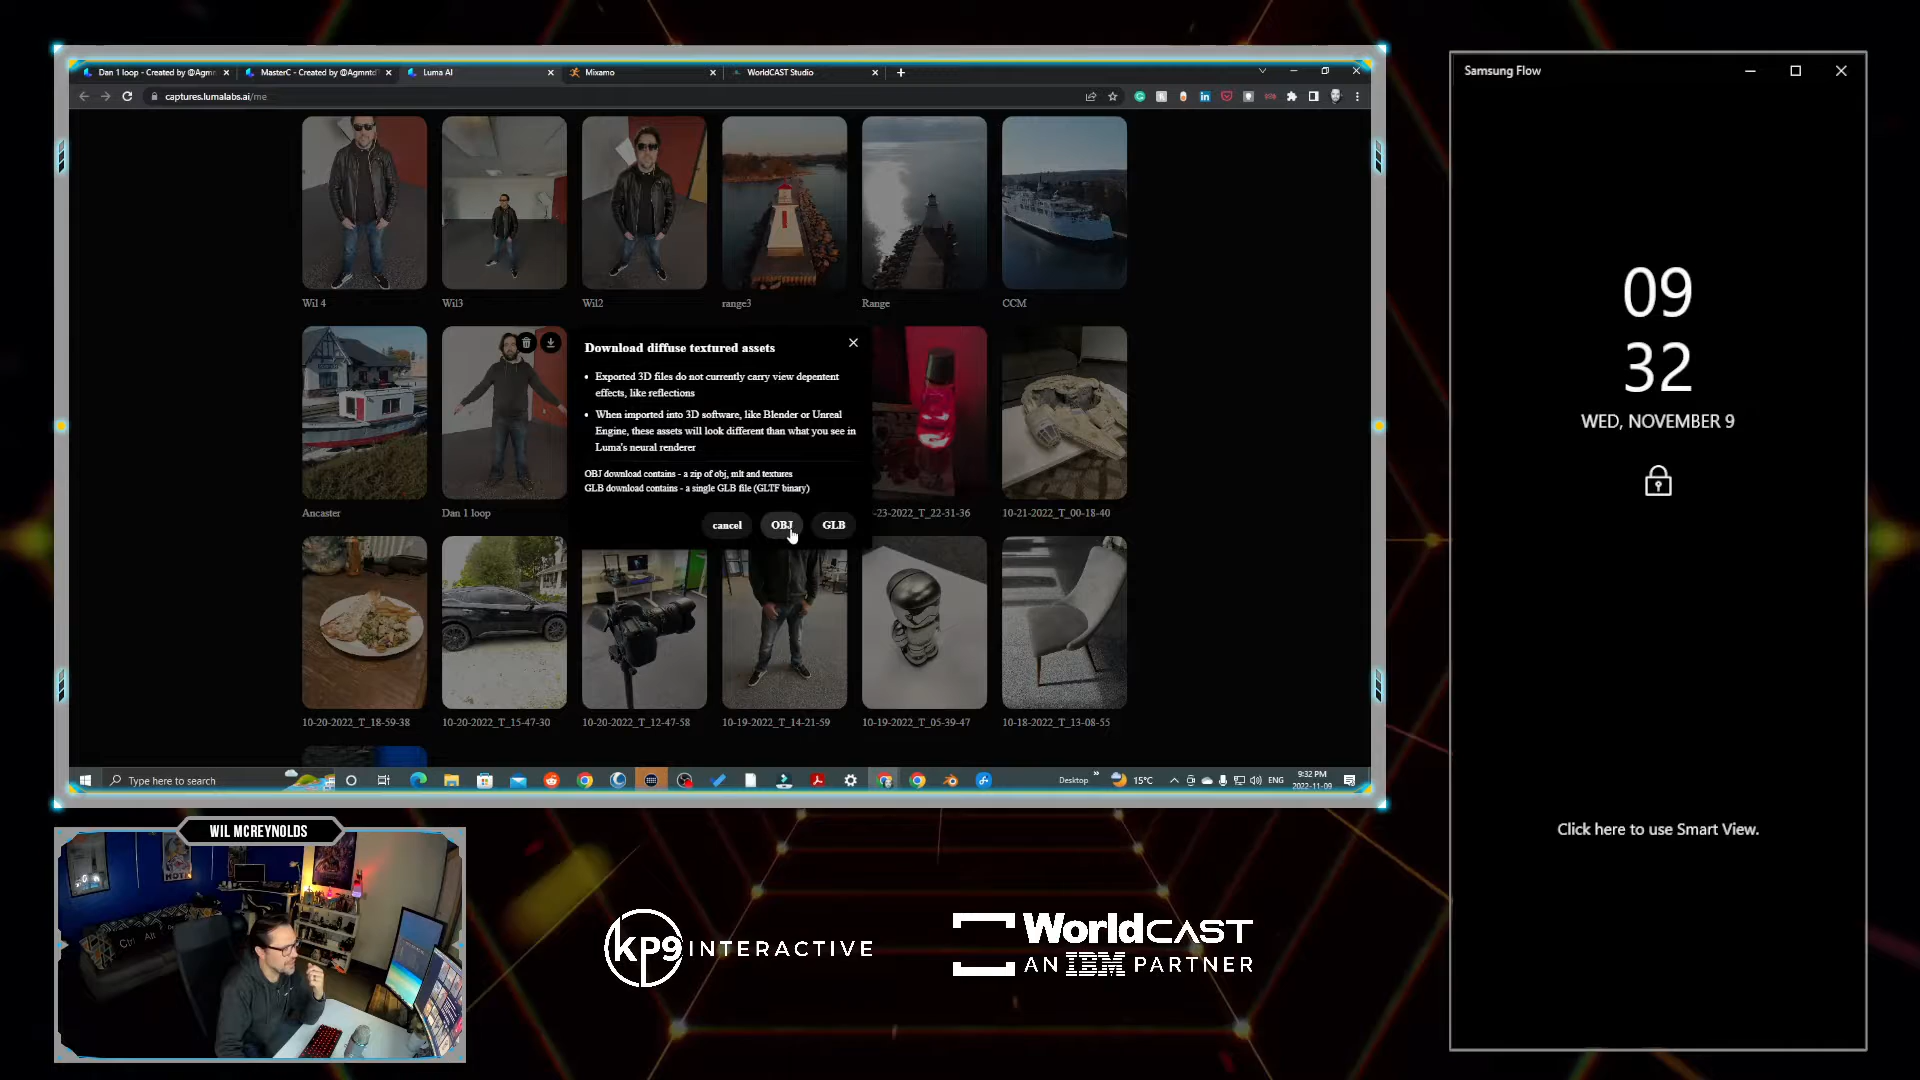 Dan 1 loop - Created by @Agmn
MasterC - Created by @Agmntd
Luma AI
Mixamo
WorldCAST Studio
captures.lumalabs.ai/me
Wil 4
Wil3
Wil2
range3
Range
CCM
Download diffuse textured assets
• Exported 3D files do not currently carry view depentent
effects, like reflections
• When imported into 3D software, like Blender or Unreal
Engine, these assets will look different than what you see in
Luma's neural renderer
OBJ download contains - a zip of obj, mlt and textures
GLB download contains - a single GLB file (GLTF binary)
cancel
OBJ
GLB
Ancaster
Dan 1 loop
-23-2022_T_22-31-36
10-21-2022_T_00-18-40
10-20-2022_T_18-59-38
10-20-2022_T_15-47-30
10-20-2022_T_12-47-58
10-19-2022_T_14-21-59
10-19-2022_T_05-39-47
10-18-2022_T_13-08-55
Type here to search
Desktop
15°C
ENG
9:32 PM
2022-11-09
Samsung Flow
09
32
WED, NOVEMBER 9
Click here to use Smart View.
WIL MCREYNOLDS
Ctrl Alt
kp9 INTERACTIVE
WorldCAST
AN IBM PARTNER